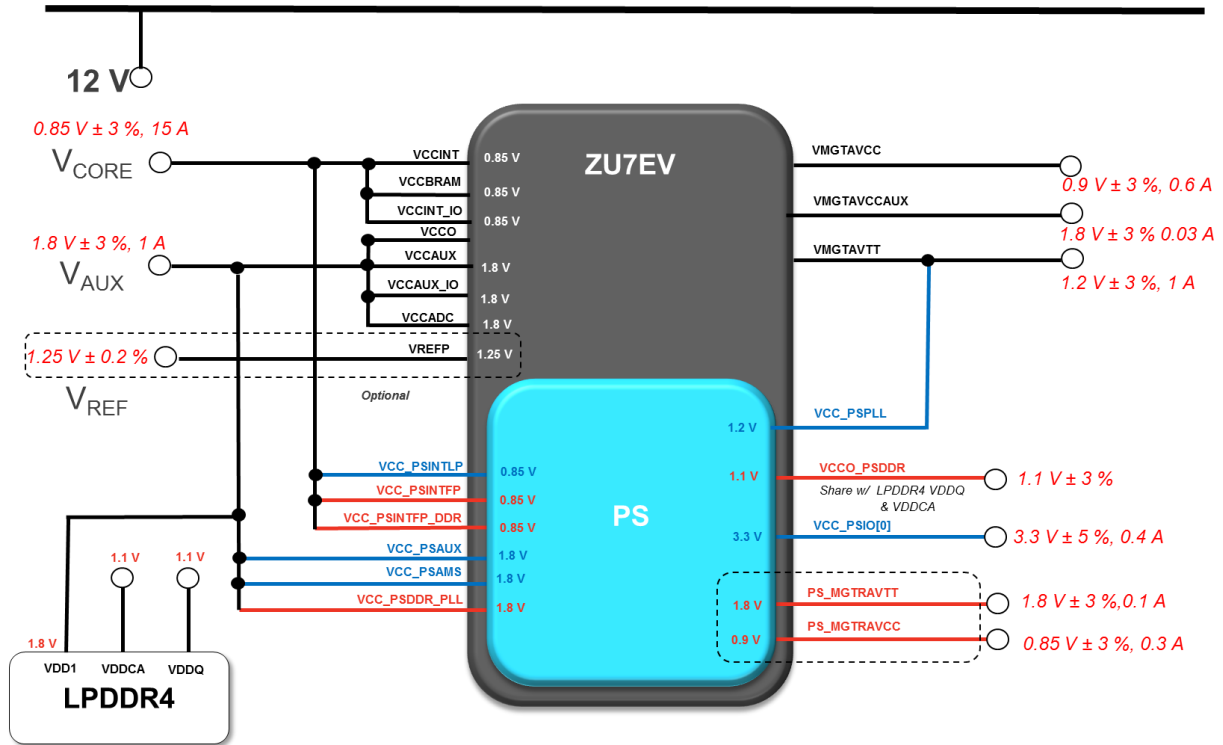 12 V
0.85 V ± 3 %, 15 A
VCORE
VCCINT
0.85 V
VCCBRAM
0.85 V
VCCINT_IO
0.85 V
VCCO
1.8 V ± 3 %, 1 A
VAUX
VCCAUX
1.8 V
VCCAUX_IO
1.8 V
VCCADC
1.8 V
1.25 V ± 0.2 %
VREFP
1.25 V
VREF
Optional
ZU7EV
VMGTAVCC
0.9 V ± 3 %, 0.6 A
VMGTAVCCAUX
1.8 V ± 3 % 0.03 A
VMGTAVTT
1.2 V ± 3 %, 1 A
PS
VCC_PSINTLP
0.85 V
VCC_PSINTFP
0.85 V
VCC_PSINTFP_DDR
0.85 V
VCC_PSAUX
1.8 V
VCC_PSAMS
1.8 V
VCC_PSDDR_PLL
1.8 V
1.2 V
VCC_PSPLL
1.1 V
VCCO_PSDDR
1.1 V ± 3 %
Share w/ LPDDR4 VDDQ
& VDDCA
3.3 V
VCC_PSIO[0]
3.3 V ± 5 %, 0.4 A
1.8 V
PS_MGTRAVTT
1.8 V ± 3 %,0.1 A
0.9 V
PS_MGTRAVCC
0.85 V ± 3 %, 0.3 A
1.1 V
1.1 V
1.8 V
VDD1
VDDCA
VDDQ
LPDDR4